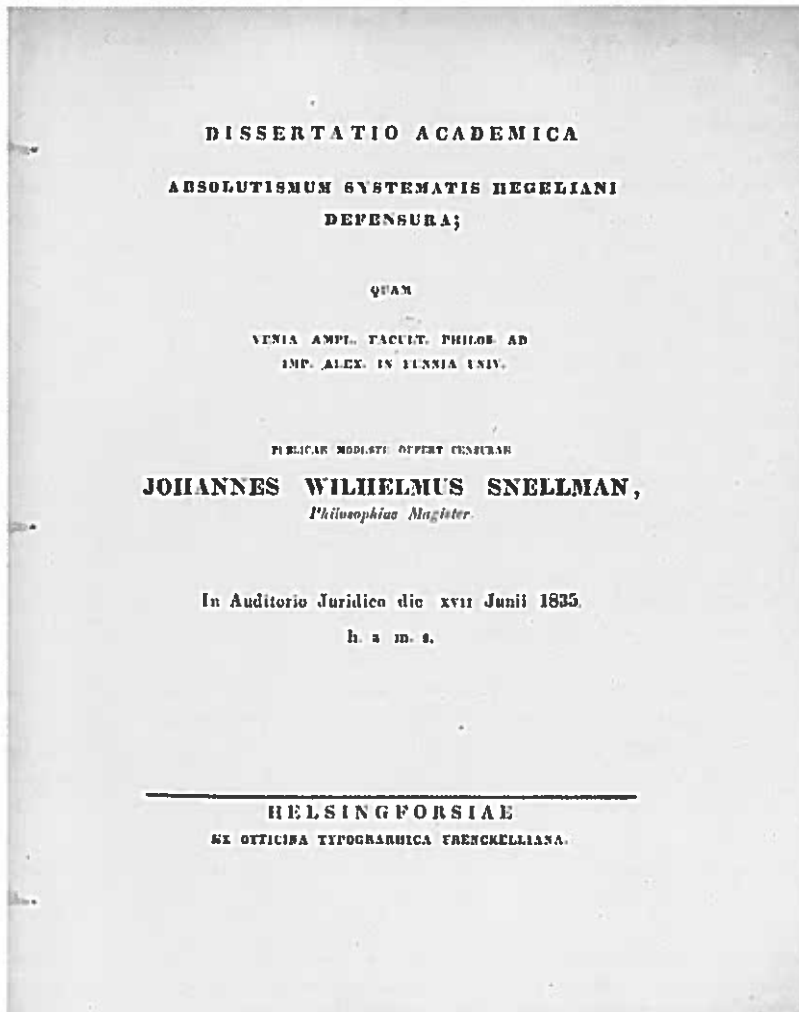 DISSERTATIO ACADEMICA
ABSOLUTISMUM SYSTEMATIS HEGELIANI
DEFENSURA;
QUAM
VENIA AMPL. FACULT. PHILOS. AD
IMP. ALEX. IN FENNIA UNIV.
PUBLICAE MODESTE OFFERT CENSURAE
JOHANNES WILHELMUS SNELLMAN,
Philosophiae Magister.
In Auditorio Juridico die XVII Junii 1835.
h. a m. s.
HELSINGFORSIAE
EX OFFICINA TYPOGRAPHICA FRENCKELLIANA.